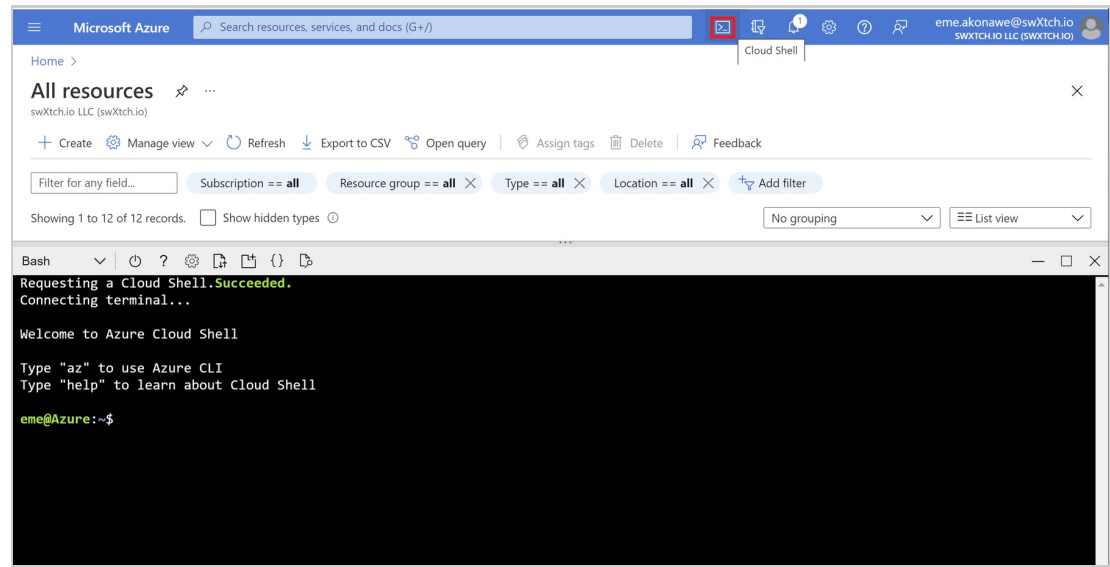 Microsoft Azure Search resources, services, and docs (G+/) 1 eme.akonawe@swXtch.io
SWXTCH.IO LLC (SWXTCH.IO)
Cloud Shell
Home >
All resources ...
swXtch.io LLC (swXtch.io)
+ Create Manage view Refresh Export to CSV Open query Assign tags Delete Feedback
Filter for any field... Subscription == all Resource group == all Type == all Location == all Add filter
Showing 1 to 12 of 12 records. Show hidden types No grouping List view
Bash ? {}
Requesting a Cloud Shell.Succeeded.
Connecting terminal...
Welcome to Azure Cloud Shell
Type "az" to use Azure CLI
Type "help" to learn about Cloud Shell
eme@Azure:~$